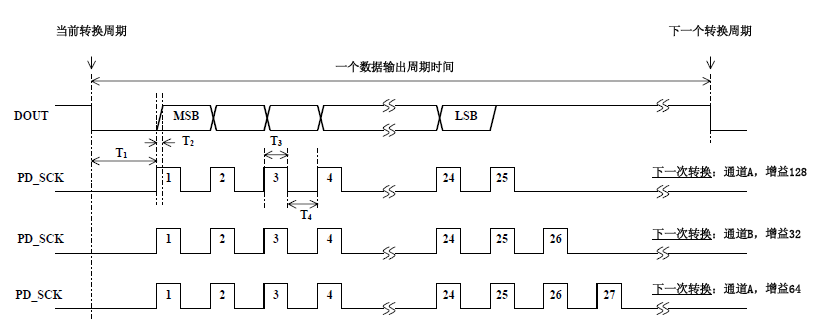 当前转换周期 下一个转换周期
一个数据输出周期时间
DOUT MSB LSB
T2 T3
T1
PD_SCK 1 2 3 4 24 25 下一次转换：通道A，增益128
T4
PD_SCK 1 2 3 4 24 25 26 下一次转换：通道B，增益32
PD_SCK 1 2 3 4 24 25 26 27 下一次转换：通道A，增益64